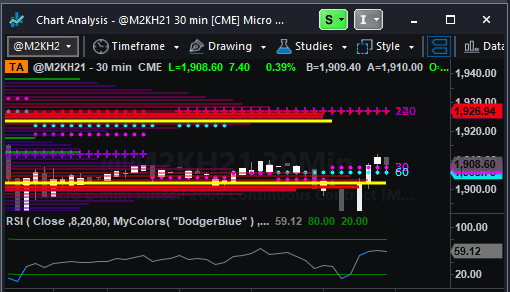 Chart Analysis - @M2KH21 30 min [CME] Micro ...
S
I
@M2KH2
Timeframe
Drawing
Studies
Style
Data
TA @M2KH21 - 30 min CME L=1,908.60 7.40 0.39% B=1,909.40 A=1,910.00 O=
1,940.00
1,926.94
1,920.00
1,908.60
60
1,900.00
RSI ( Close ,8,20,80, MyColors( "DodgerBlue" ) ,... 59.12 80.00 20.00
100.00
59.12
20.00